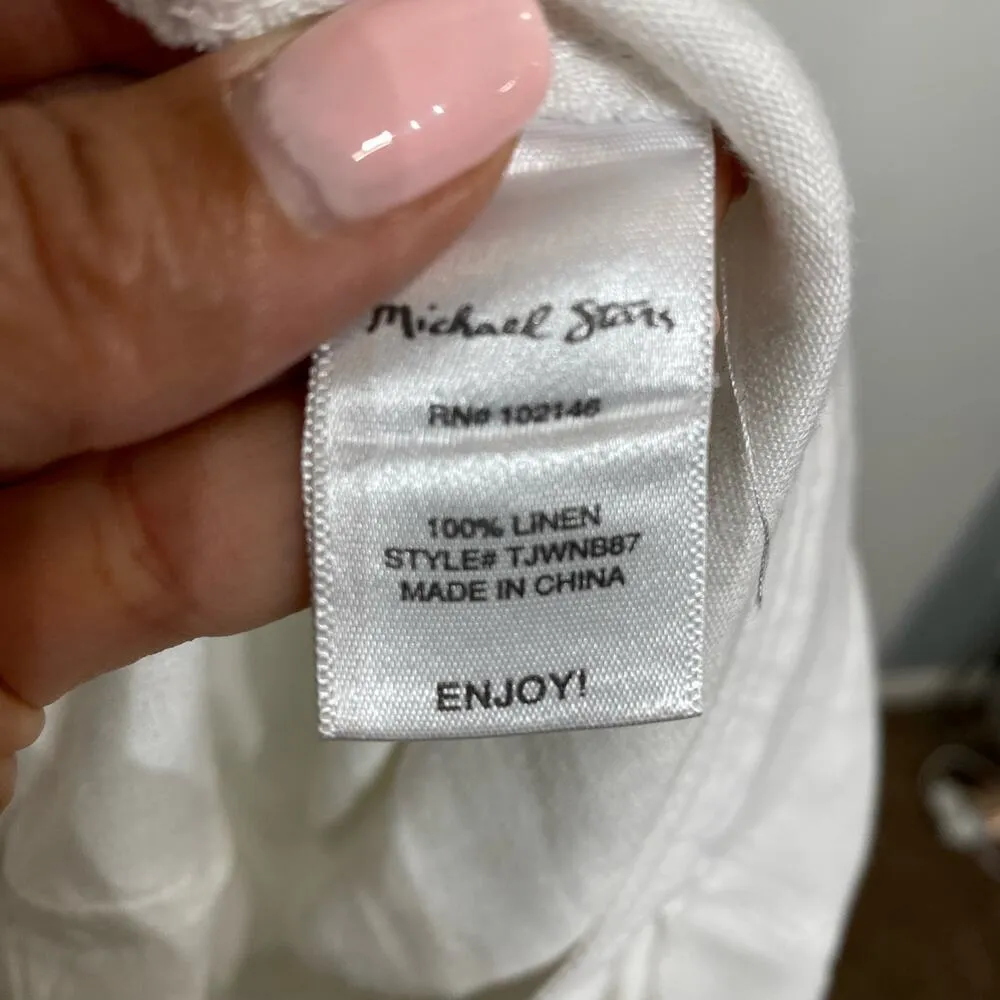 Michael Stars
RN# 102146
100% LINEN
STYLE# TJWNB87
MADE IN CHINA
ENJOY!